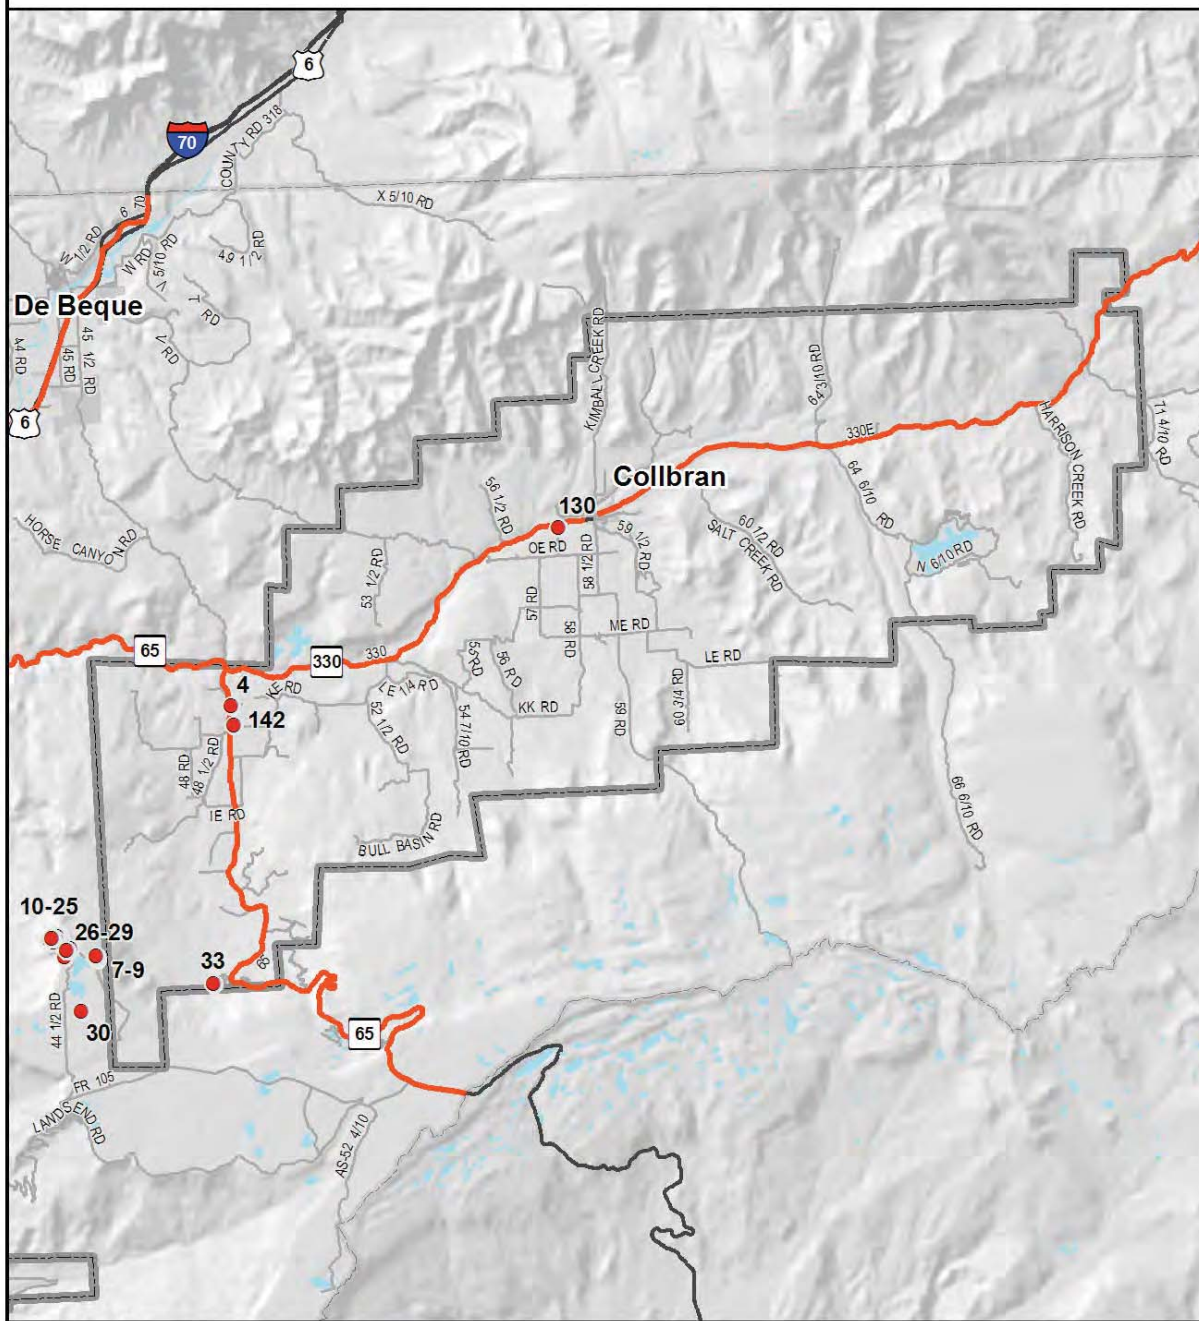 6
70
COUNTY RD 318
X 5/10 RD
6
70
W 1/2 RD
W RD
V 5/10 RD
49 1/2 RD
De Beque
T RD
V RD
44 RD
45 RD
45 1/2 RD
6
KIMBALL CREEK RD
64 3/10 RD
330E
HARRISON CREEK RD
71 4/10 RD
Collbran
130
56 1/2 RD
64 6/10 RD
HORSE CANYON RD
OE RD
59 1/2 RD
60 1/2 RD
SALT CREEK RD
N 6/10 RD
53 1/2 RD
58 1/2 RD
57 RD
58 RD
ME RD
65
330
330
55 RD
56 RD
LE RD
4
KE RD
LE 1/4 RD
142
52 1/2 RD
54 7/10 RD
KK RD
59 RD
60 3/4 RD
48 RD
48 1/2 RD
IE RD
66 6/10 RD
BULL BASIN RD
10-25
26-29
7-9
33
65
30
44 1/2 RD
65
FR 105
LANDS END RD
AS-52 4/10